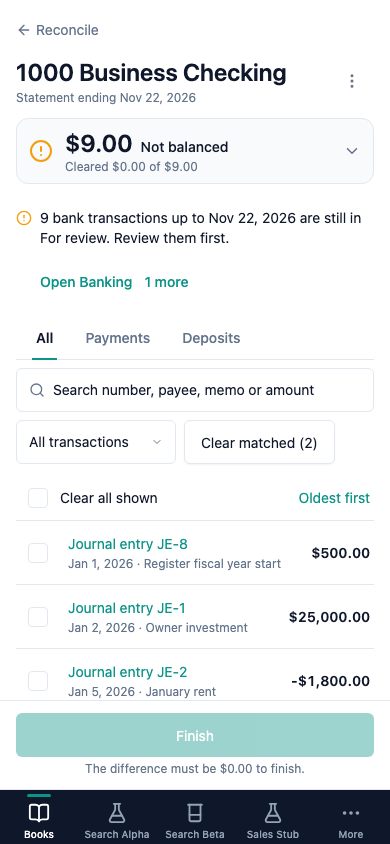 Reconcile
1000 Business Checking
Statement ending Nov 22, 2026
$9.00 Not balanced
Cleared $0.00 of $9.00
9 bank transactions up to Nov 22, 2026 are still in
For review. Review them first.
Open Banking 1 more
All Payments Deposits
Search number, payee, memo or amount
All transactions Clear matched (2)
Clear all shown Oldest first
Journal entry JE-8
$500.00
Jan 1, 2026 · Register fiscal year start
Journal entry JE-1
$25,000.00
Jan 2, 2026 · Owner investment
Journal entry JE-2
-$1,800.00
Jan 5, 2026 · January rent
Finish
The difference must be $0.00 to finish.
Books Search Alpha Search Beta Sales Stub More